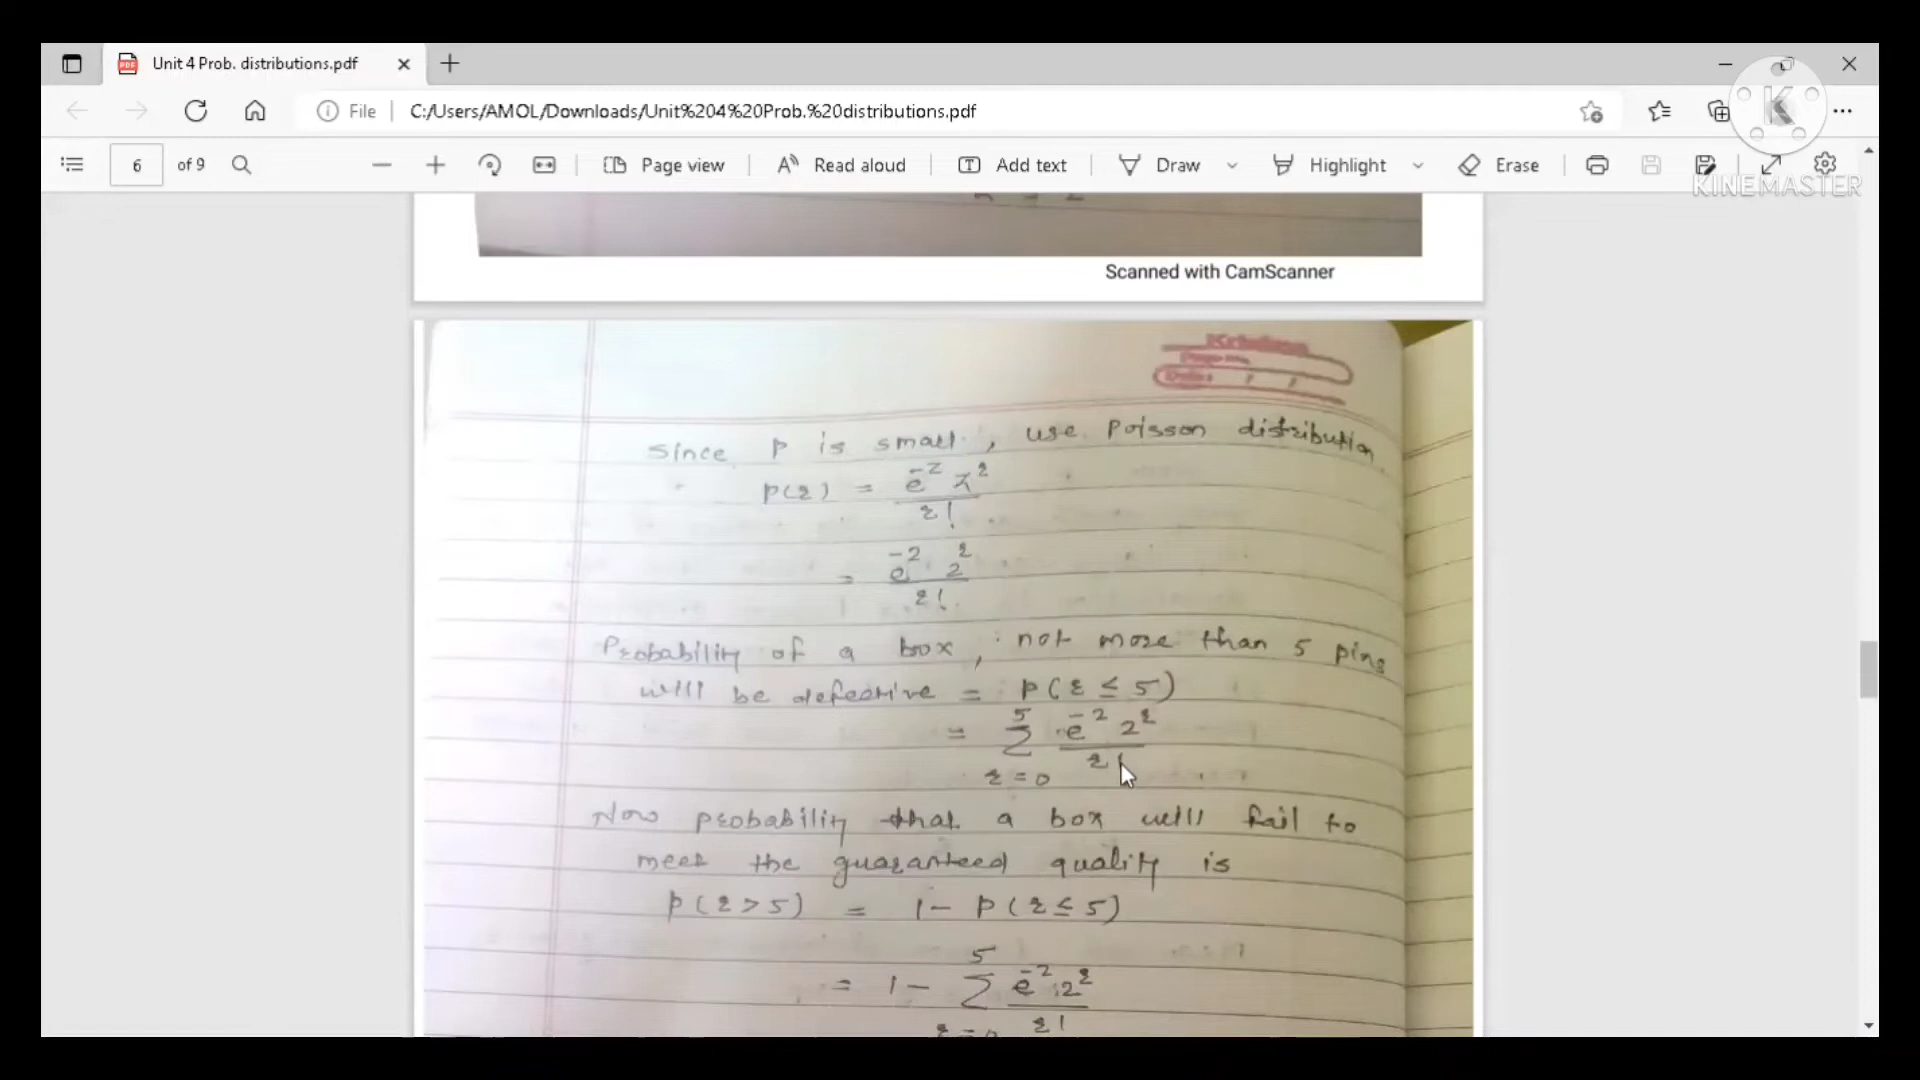 Unit 4 Prob. distributions.pdf
File C:/Users/AMOL/Downloads/Unit%204%20Prob.%20distributions.pdf
6 of 9 Page view Read aloud Add text Draw Highlight Erase
KINEMASTER
Scanned with CamScanner
Since p is small, use Poisson distribution
p(r) = e^-z z^r
r!
= e^-2 2^r
r!
Probability of a box, not more than 5 pins
will be defective = p(r ≤ 5)
= 5 Σ r=0 e^-2 2^r
r!
Now probability that a box will fail to
meet the guaranteed quality is
p(r > 5) = 1 - p(r ≤ 5)
= 1 - 5 Σ r=0 e^-2 2^r
r!